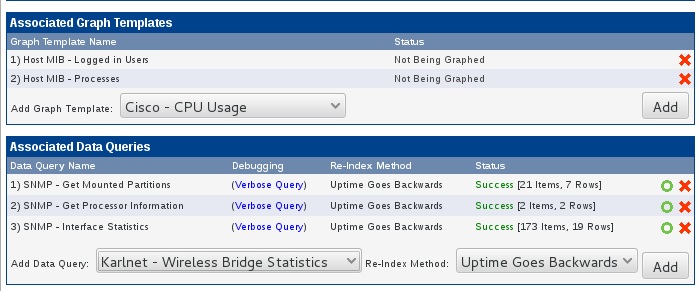 Associated Graph Templates
Graph Template Name Status
1) Host MIB - Logged in Users Not Being Graphed
2) Host MIB - Processes Not Being Graphed
Add Graph Template: Cisco - CPU Usage Add
Associated Data Queries
Data Query Name Debugging Re-Index Method Status
1) SNMP - Get Mounted Partitions (Verbose Query) Uptime Goes Backwards Success [21 Items, 7 Rows]
2) SNMP - Get Processor Information (Verbose Query) Uptime Goes Backwards Success [2 Items, 2 Rows]
3) SNMP - Interface Statistics (Verbose Query) Uptime Goes Backwards Success [173 Items, 19 Rows]
Add Data Query: Karlnet - Wireless Bridge Statistics Re-Index Method: Uptime Goes Backwards Add